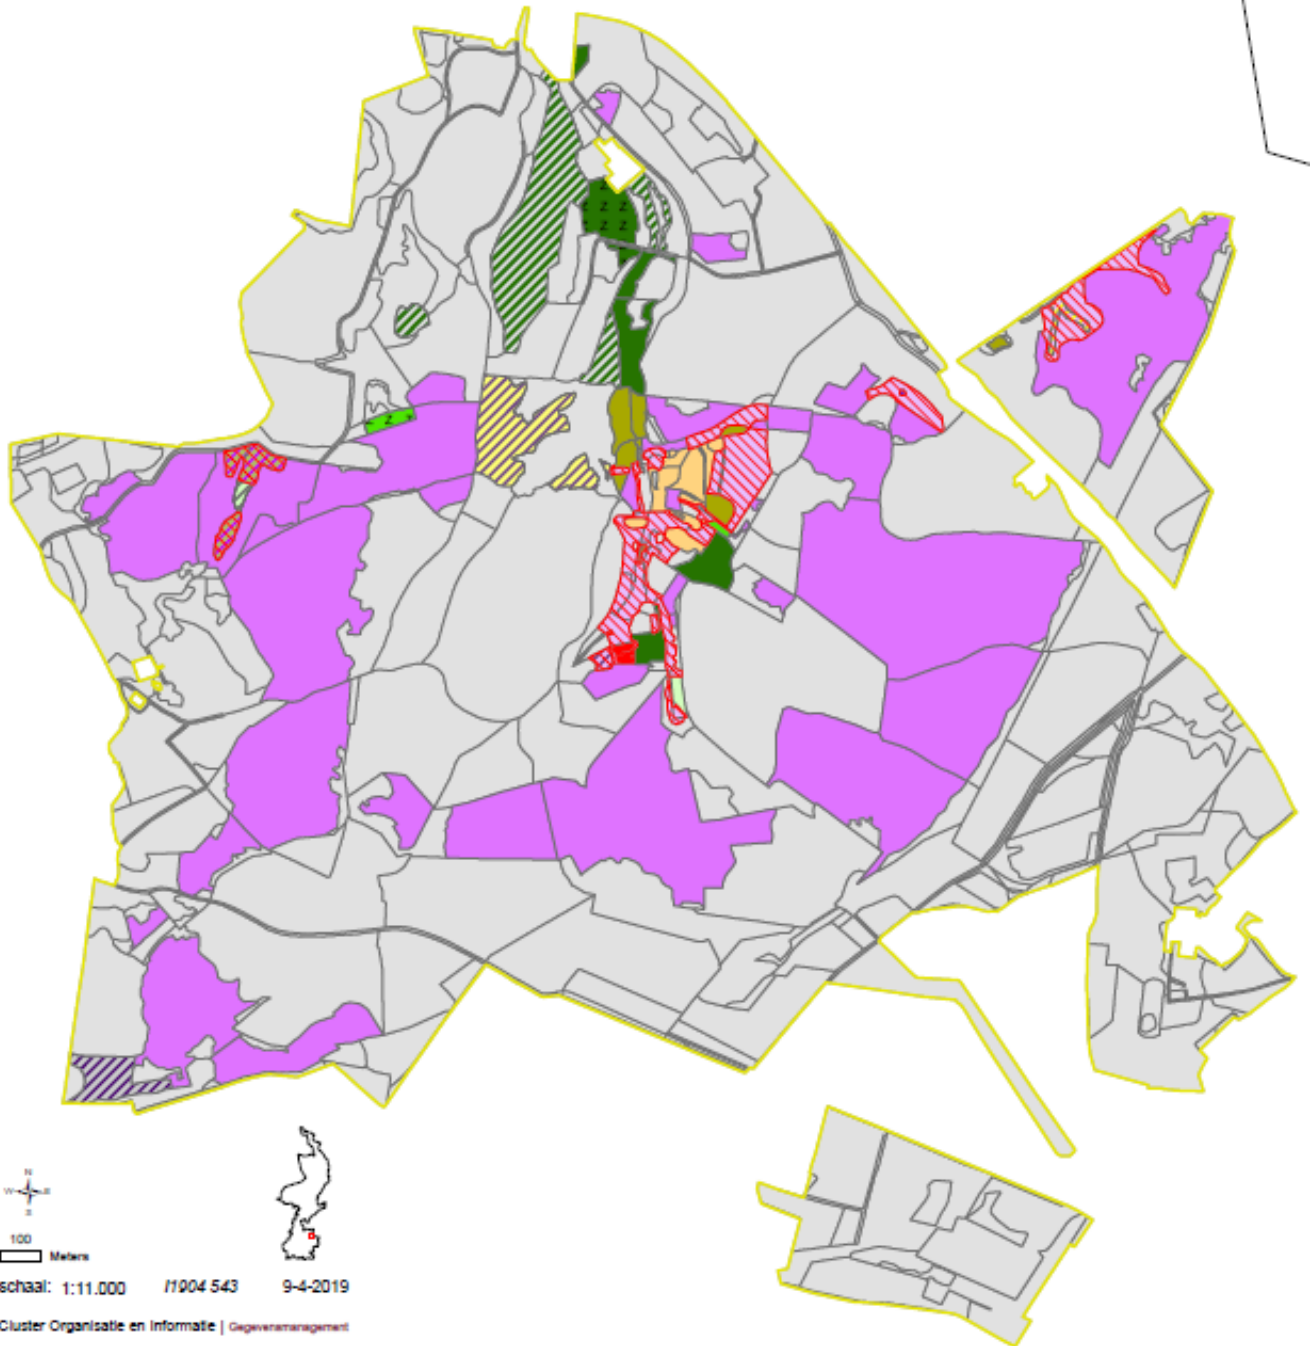 Z
Z Z
Z Z
Z
N
W E
S
100
Meters
schaal: 1:11.000 I1904 543 9-4-2019
Cluster Organisatie en Informatie | Gegevensmanagement